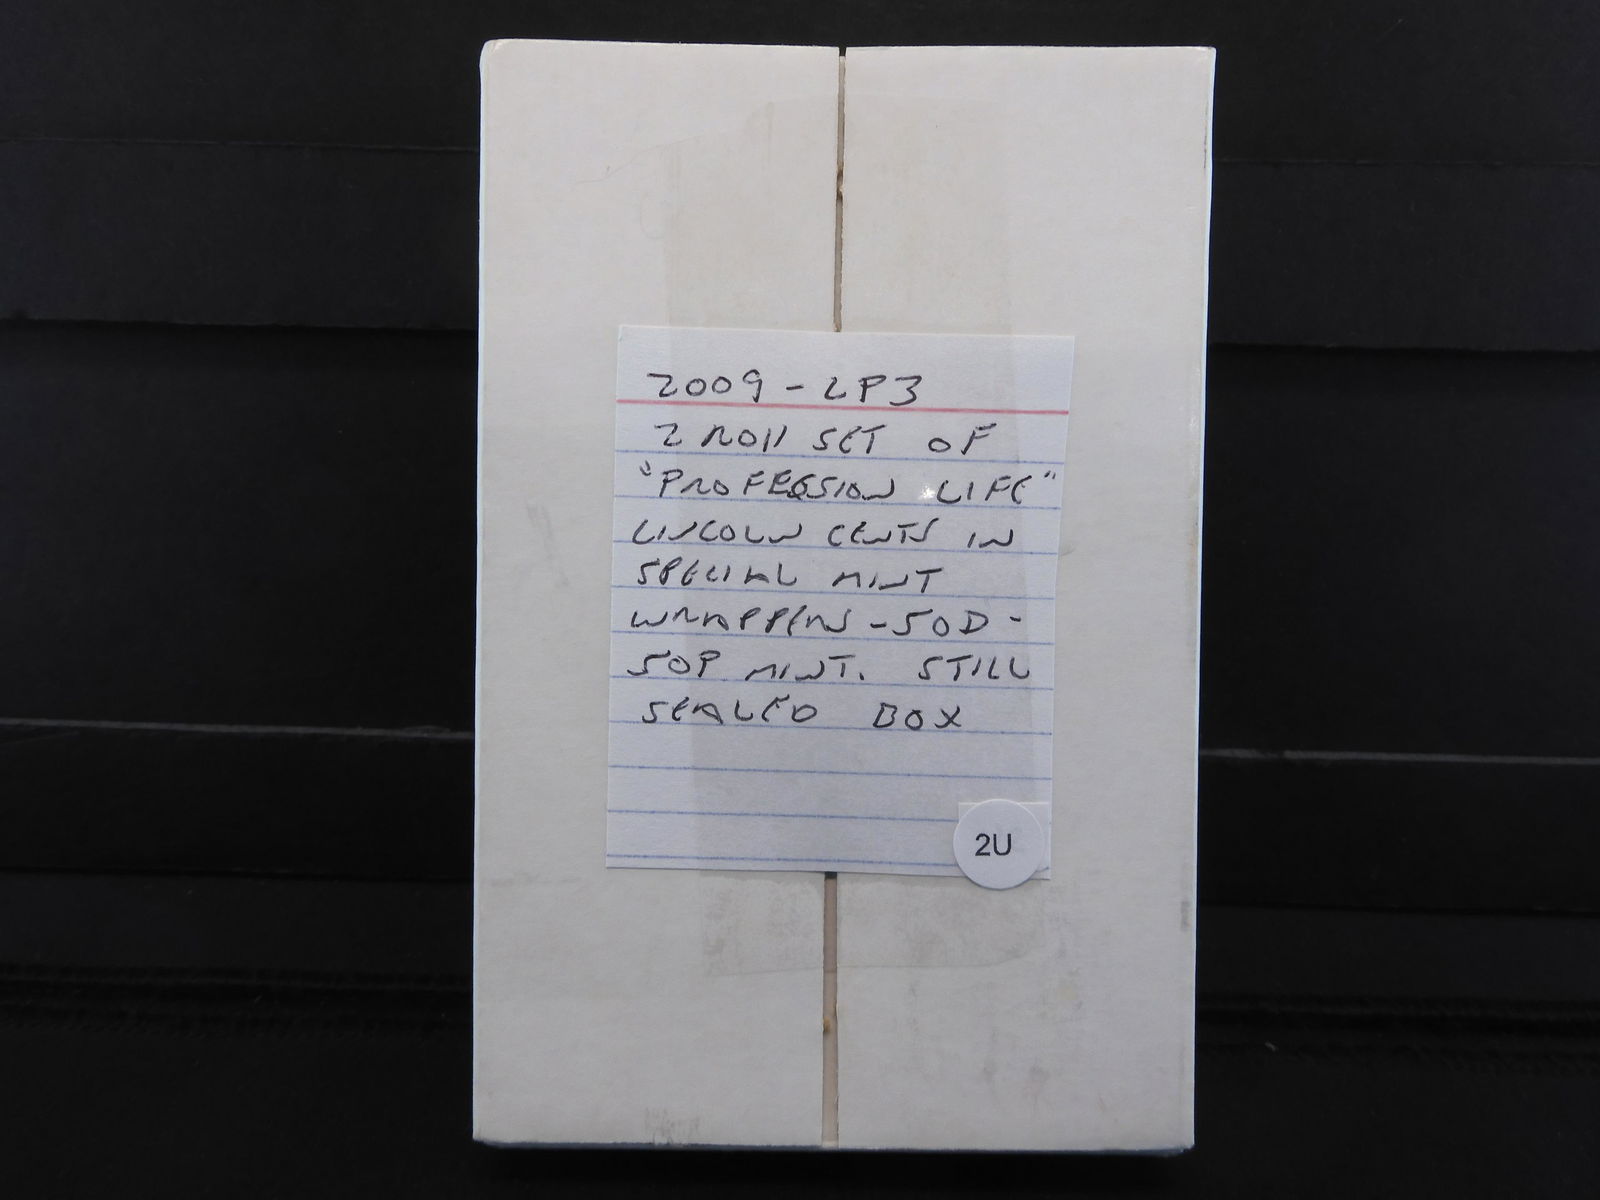 2009 - LP3
2 ROll SET OF
"PROFESSION LIFE"
LINCOLN CENTS IN
SPECIAL MINT
WRAPPERS - 50D -
50P MINT. STILL
SEALED BOX
2U